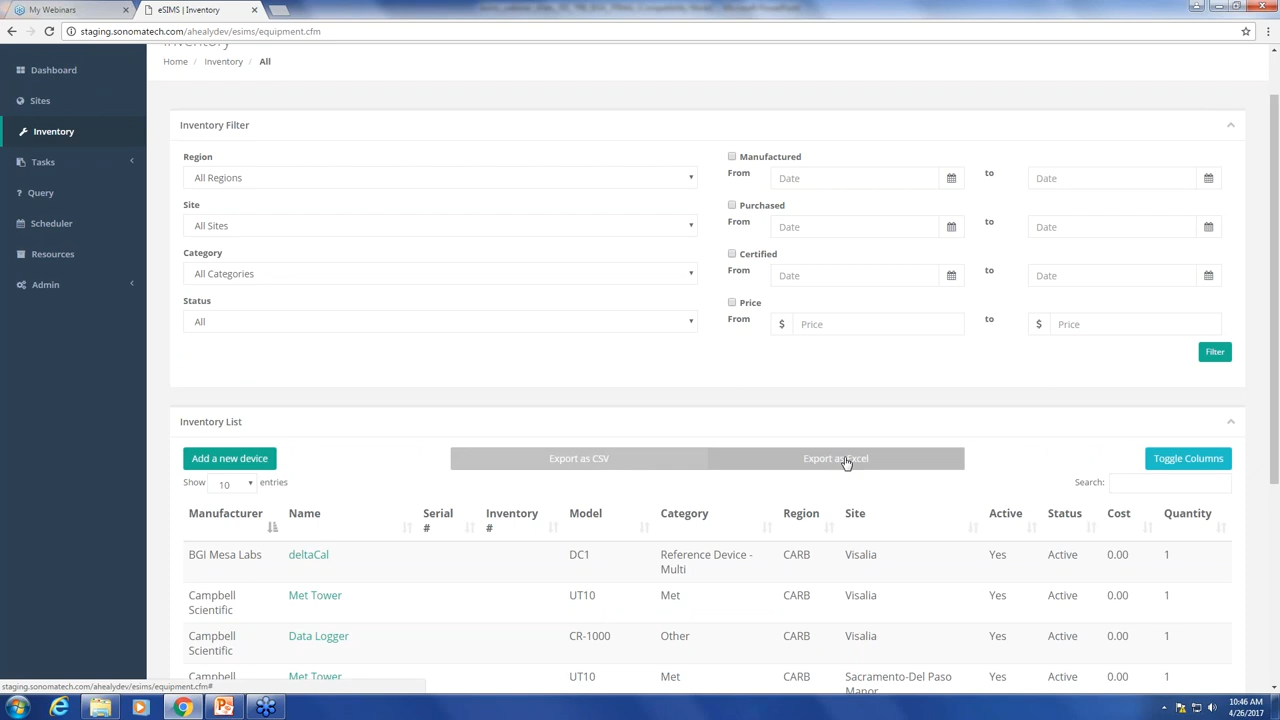 My Webinars
eSIMS | Inventory
staging.sonomatech.com/ahealydev/esims/equipment.cfm
Inventory
Home / Inventory / All
Dashboard
Sites
Inventory
Tasks
Query
Scheduler
Resources
Admin
Inventory Filter
Region
All Regions
Site
All Sites
Category
All Categories
Status
All
Manufactured
From Date to Date
Purchased
From Date to Date
Certified
From Date to Date
Price
From $ Price to $ Price
Filter
Inventory List
Add a new device Export as CSV Export as Excel Toggle Columns
Show 10 entries Search:
Manufacturer Name Serial # Inventory # Model Category Region Site Active Status Cost Quantity
BGI Mesa Labs deltaCal DC1 Reference Device - Multi CARB Visalia Yes Active 0.00 1
Campbell Scientific Met Tower UT10 Met CARB Visalia Yes Active 0.00 1
Campbell Scientific Data Logger CR-1000 Other CARB Visalia Yes Active 0.00 1
Campbell Met Tower UT10 Met CARB Sacramento-Del Paso Manor Yes Active 0.00 1
staging.sonomatech.com/ahealydev/esims/equipment.cfm#
10:46 AM
4/26/2017